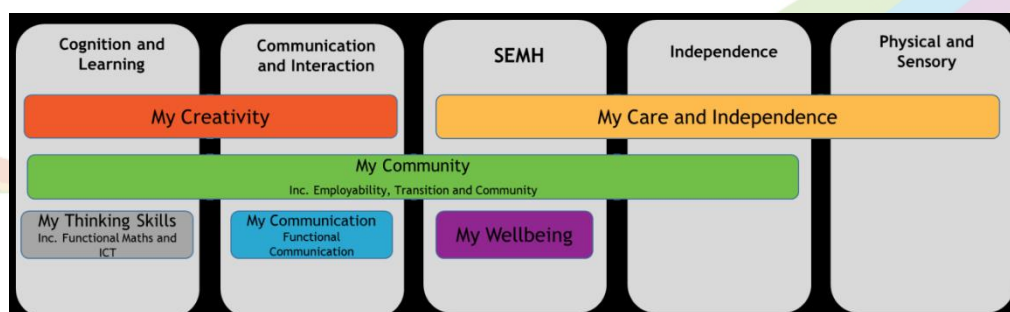 Cognition and
Learning
Communication
and Interaction
SEMH
Independence
Physical and
Sensory
My Creativity
My Care and Independence
My Community
Inc. Employability, Transition and Community
My Thinking Skills
Inc. Functional Maths and
ICT
My Communication
Functional
Communication
My Wellbeing